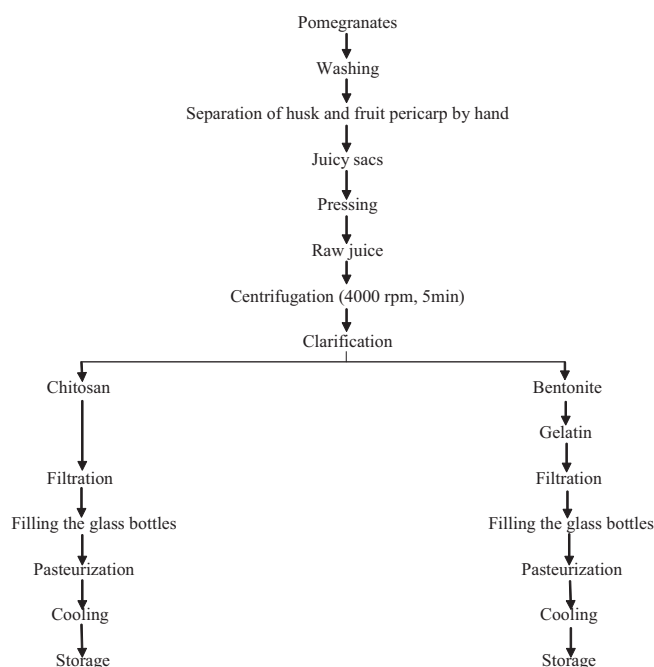 Pomegranates
Washing
Separation of husk and fruit pericarp by hand
Juicy sacs
Pressing
Raw juice
Centrifugation (4000 rpm, 5min)
Clarification
Chitosan
Bentonite
Gelatin
Filtration
Filtration
Filling the glass bottles
Filling the glass bottles
Pasteurization
Pasteurization
Cooling
Cooling
Storage
Storage